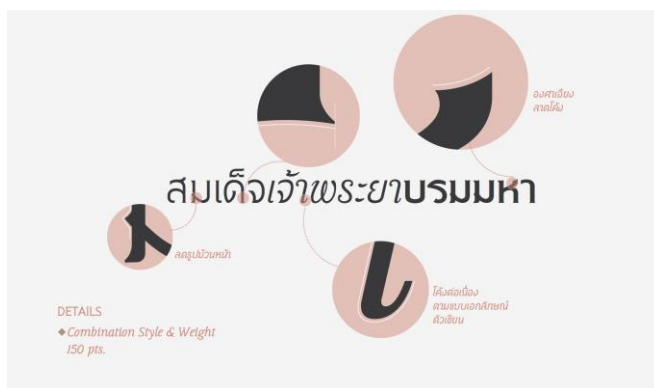 องศาเอียง
ลาดโค้ง
สมเด็จเจ้าพระยาบรมมหา
ลดรูปม้วนหน้า
โค้งต่อเนื่อง
ตามแบบเอกลักษณ์
ตัวเขียน
DETAILS
◆Combination Style & Weight
150 pts.